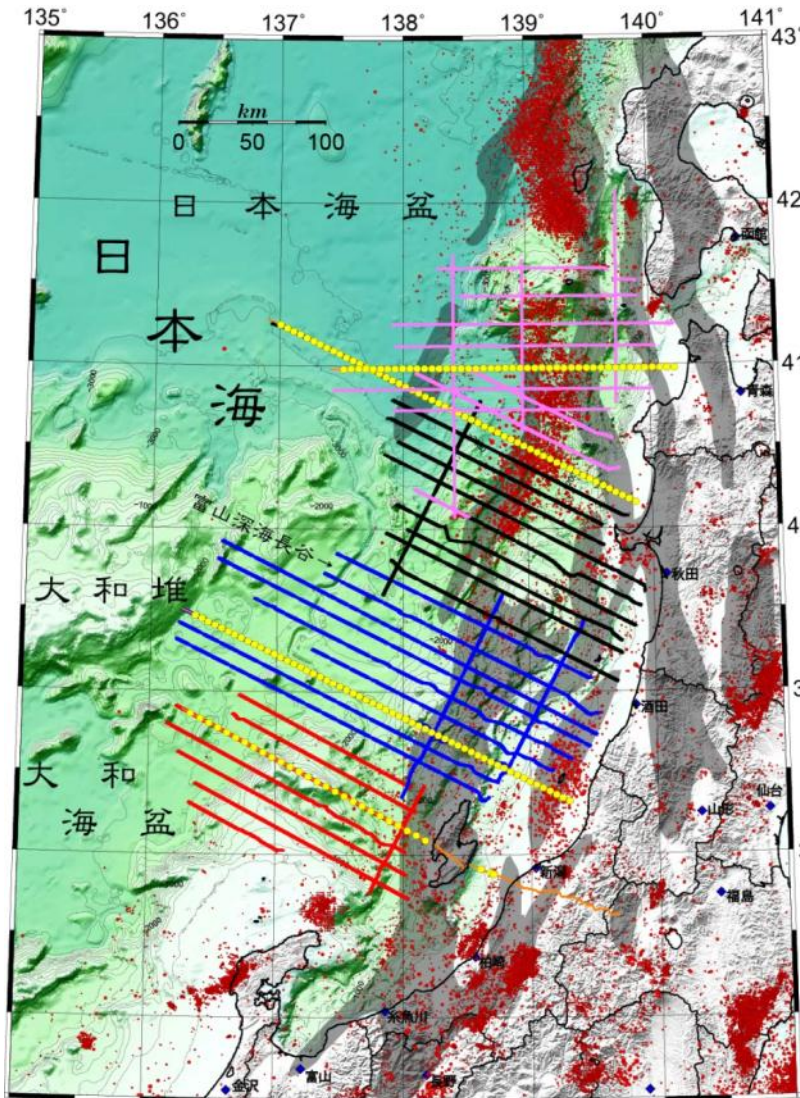 135° 136° 137° 138° 139° 140° 141°
43°
km
0 50 100
日 本 海 盆
42
日
本
海
函館
41
青森
富山深海長谷
4
秋田
大 和 堆
3
酒田
大 和
海 盆
仙台
山形
新潟
福島
柏崎
糸魚川
富山
長野
金沢
-2000
-2000